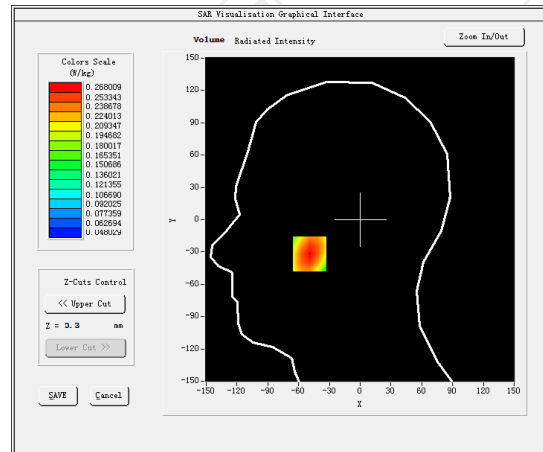 SAR Visualisation Graphical Interface
Volume Radiated Intensity
Zoom In/Out
Colors Scale
(W/kg)
0.268009
0.253343
0.238678
0.224013
0.209347
0.194682
0.180017
0.165351
0.150686
0.136021
0.121355
0.106690
0.092025
0.077359
0.062694
0.048029
Z-Cuts Control
<< Upper Cut
Z = 0.3 mm
Lower Cut >>
SAVE Cancel
150
120
90
60
30
0
-30
-60
-90
-120
-150
Y
-150 -120 -90 -60 -30 0 30 60 90 120 150
X